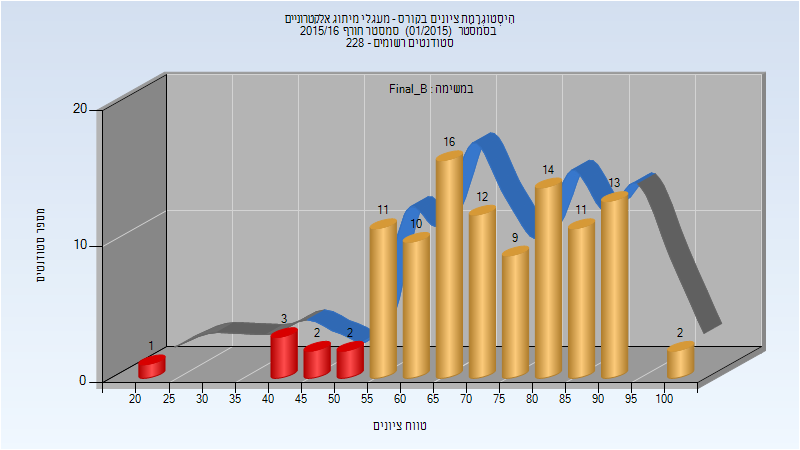 היסטוגרמת ציונים בקורס - מעגלי מיתוג אלקטרוניים
בסמסטר (01/2015) סמסטר חורף 2015/16
סטודנטים רשומים - 228
במשימה : Final_B
מספר סטודנטים
20
10
0
1
3
2
2
11
10
16
12
9
14
11
13
2
20 25 30 35 40 45 50 55 60 65 70 75 80 85 90 95 100
טווח ציונים